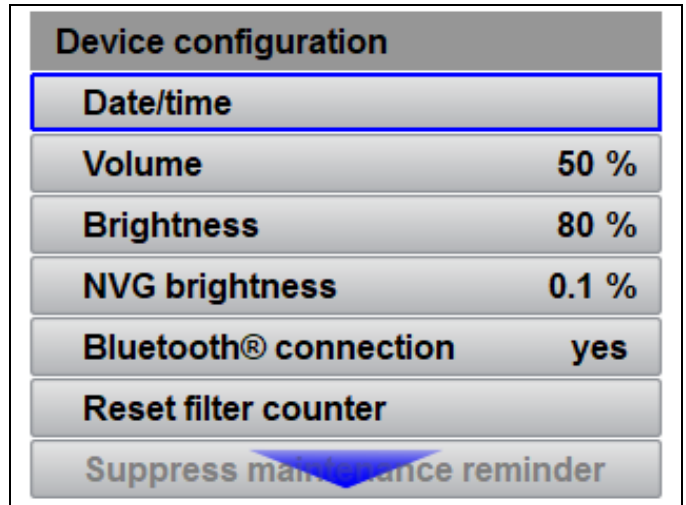 Device configuration
Date/time
Volume 50 %
Brightness 80 %
NVG brightness 0.1 %
Bluetooth® connection yes
Reset filter counter
Suppress maintenance reminder